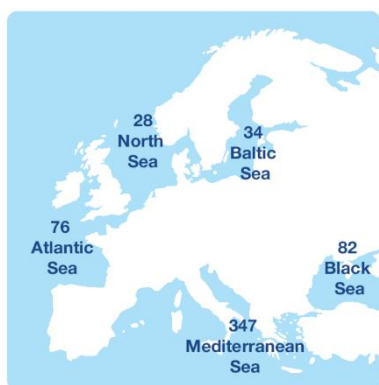 28
North
Sea
34
Baltic
Sea
76
Atlantic
Sea
82
Black
Sea
347
Mediterranean
Sea